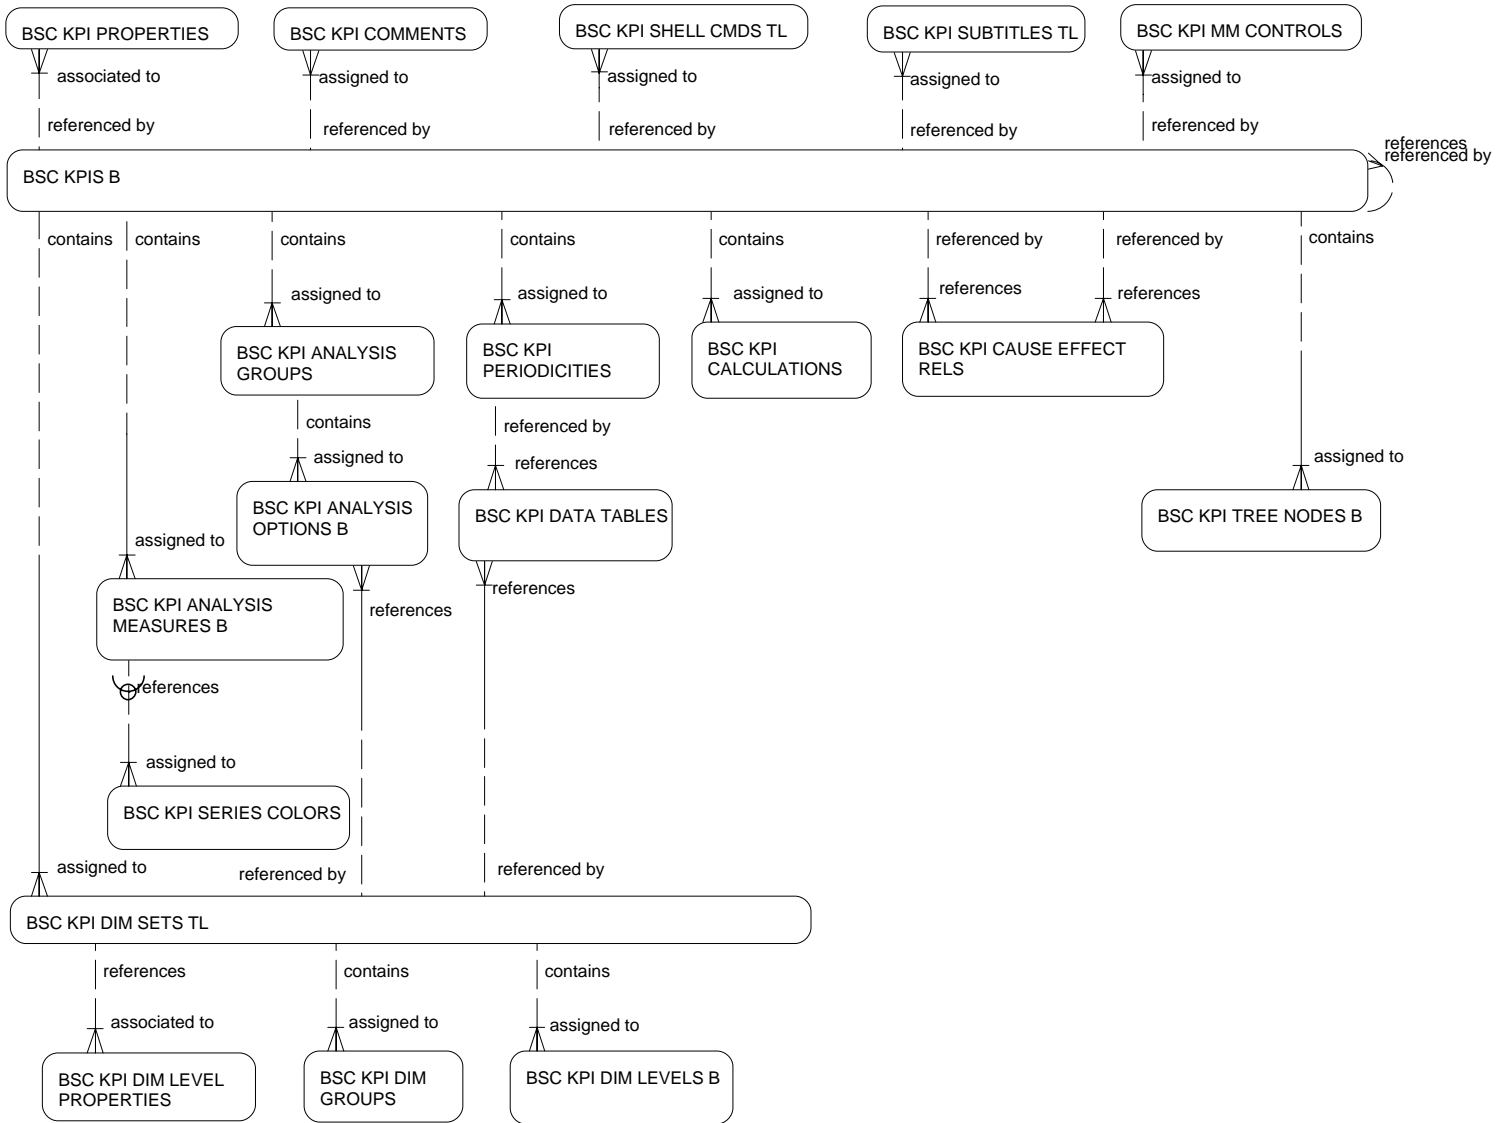 BSC KPI PROPERTIES
BSC KPI COMMENTS
BSC KPI SHELL CMDS TL
BSC KPI SUBTITLES TL
BSC KPI MM CONTROLS
associated to
assigned to
assigned to
assigned to
assigned to
referenced by
referenced by
referenced by
referenced by
referenced by
references
referenced by
BSC KPIS B
contains
contains
contains
contains
contains
referenced by
referenced by
contains
assigned to
assigned to
assigned to
references
references
BSC KPI ANALYSIS
GROUPS
BSC KPI
PERIODICITIES
BSC KPI
CALCULATIONS
BSC KPI CAUSE EFFECT
RELS
contains
referenced by
assigned to
references
assigned to
BSC KPI ANALYSIS
OPTIONS B
BSC KPI DATA TABLES
BSC KPI TREE NODES B
assigned to
references
references
BSC KPI ANALYSIS
MEASURES B
references
assigned to
BSC KPI SERIES COLORS
assigned to
referenced by
referenced by
BSC KPI DIM SETS TL
references
contains
contains
associated to
assigned to
assigned to
BSC KPI DIM LEVEL
PROPERTIES
BSC KPI DIM
GROUPS
BSC KPI DIM LEVELS B